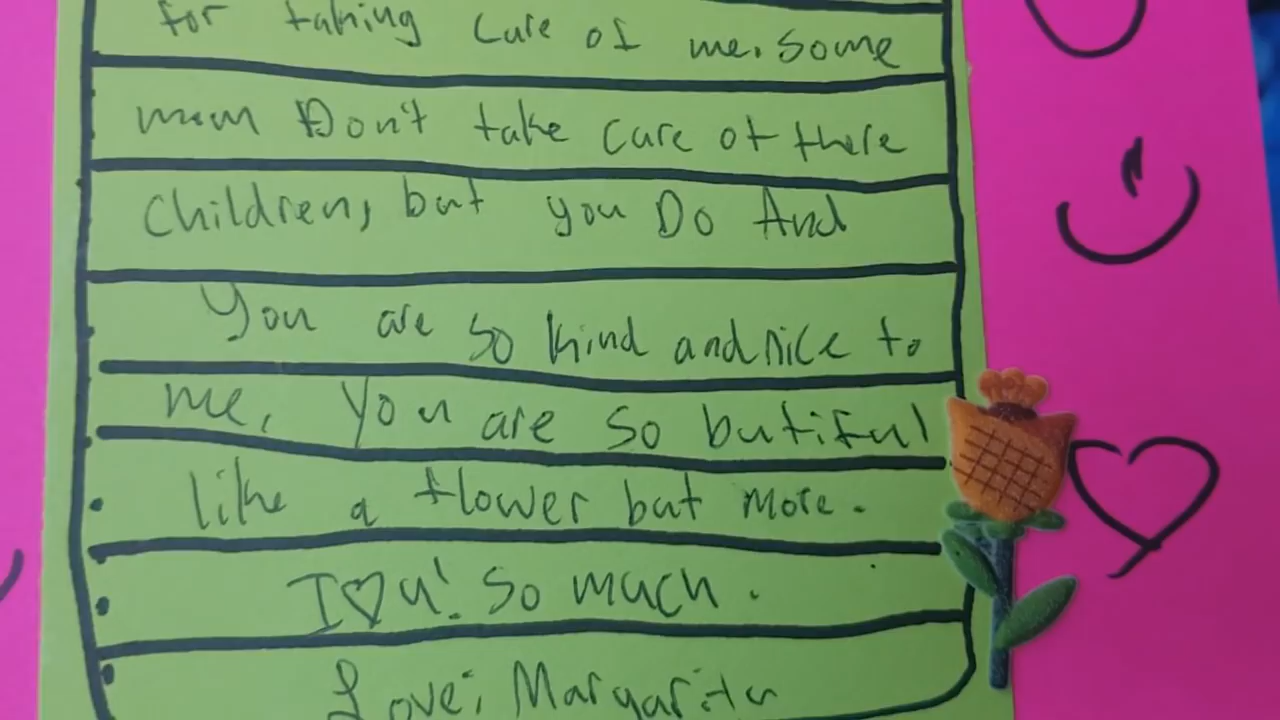 for taking care of me. Some
mom Don't take care of there
Children, but you Do And
You are so kind and nice to
me, You are so butiful
like a flower but more.
I♡u! So much.
Love; Margarita